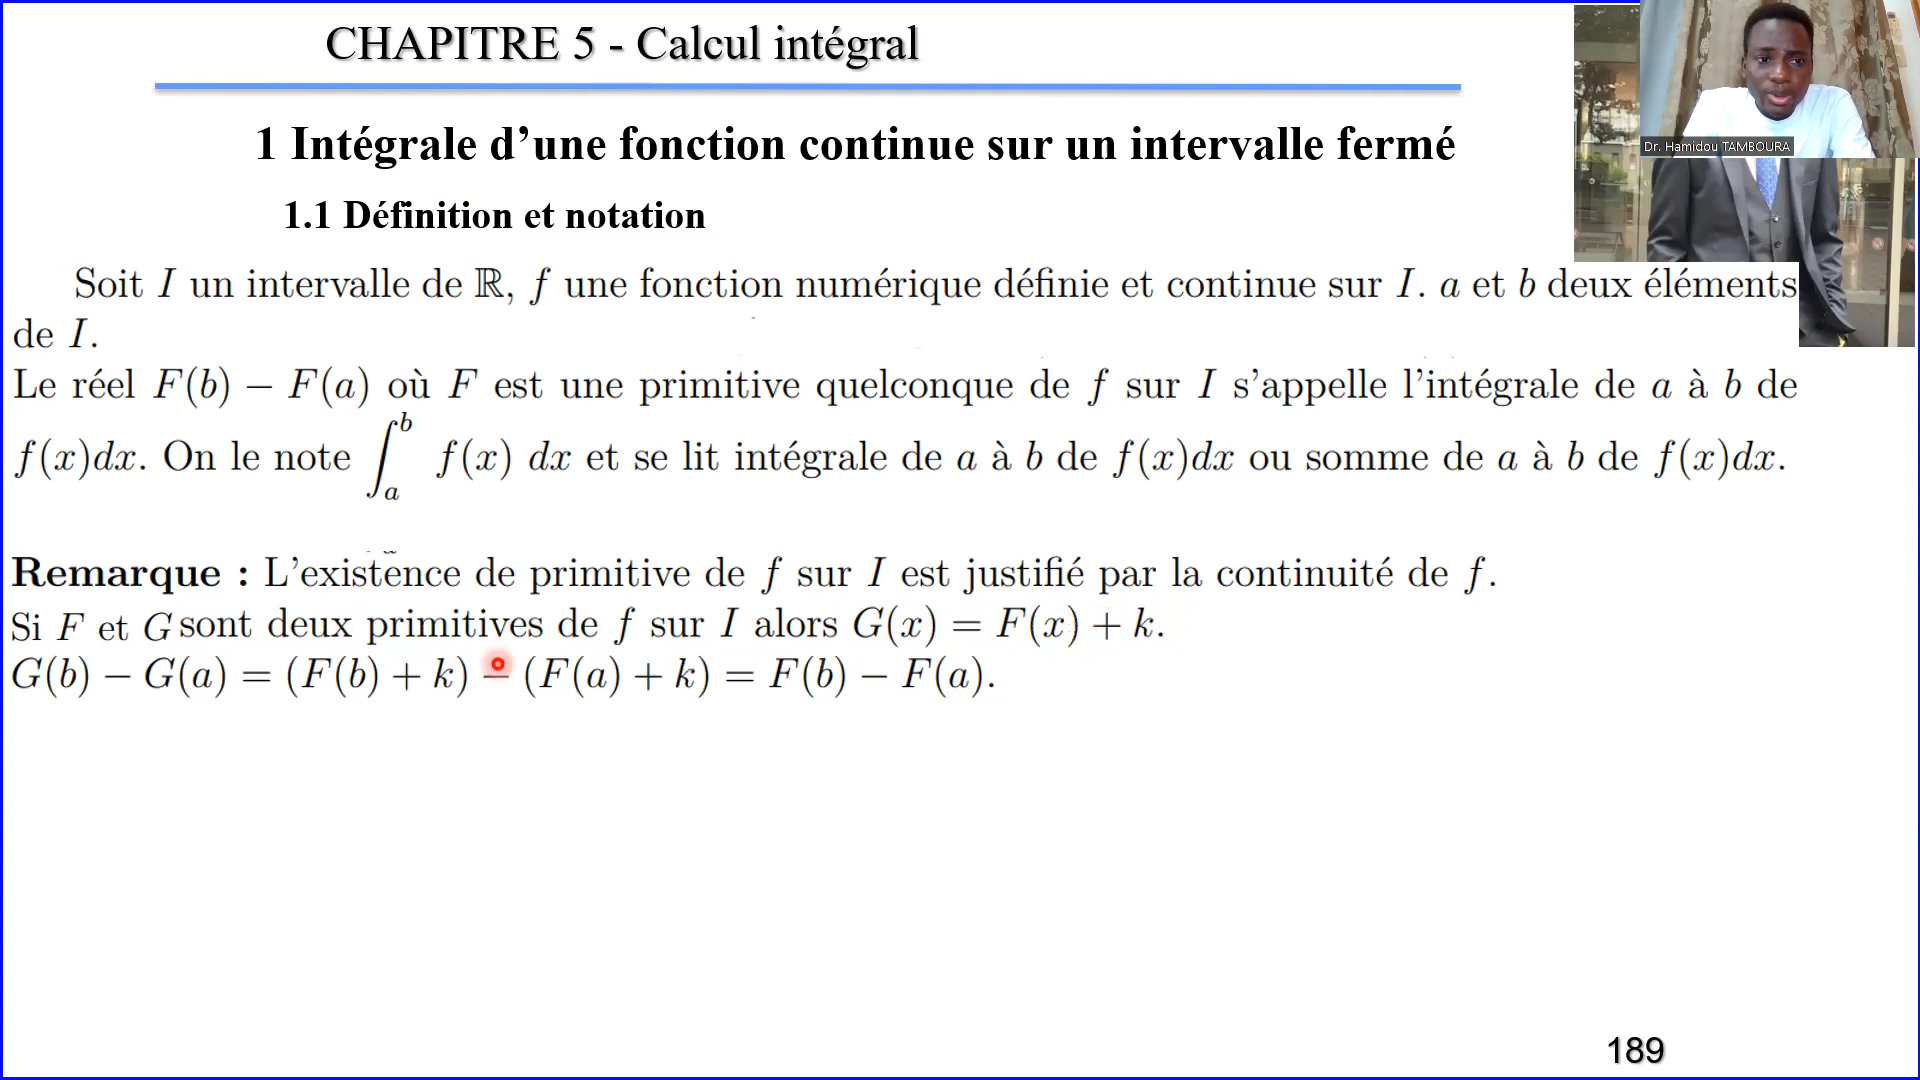 CHAPITRE 5 - Calcul intégral
Dr. Hamidou TAMBOURA
1 Intégrale d’une fonction continue sur un intervalle fermé
1.1 Définition et notation
Soit I un intervalle de ℝ, f une fonction numérique définie et continue sur I. a et b deux éléments
de I.
Le réel F(b) − F(a) où F est une primitive quelconque de f sur I s’appelle l’intégrale de a à b de
f(x)dx. On le note ∫_a^b f(x) dx et se lit intégrale de a à b de f(x)dx ou somme de a à b de f(x)dx.
Remarque : L’existence de primitive de f sur I est justifié par la continuité de f.
Si F et G sont deux primitives de f sur I alors G(x) = F(x) + k.
G(b) − G(a) = (F(b) + k) − (F(a) + k) = F(b) − F(a).
189